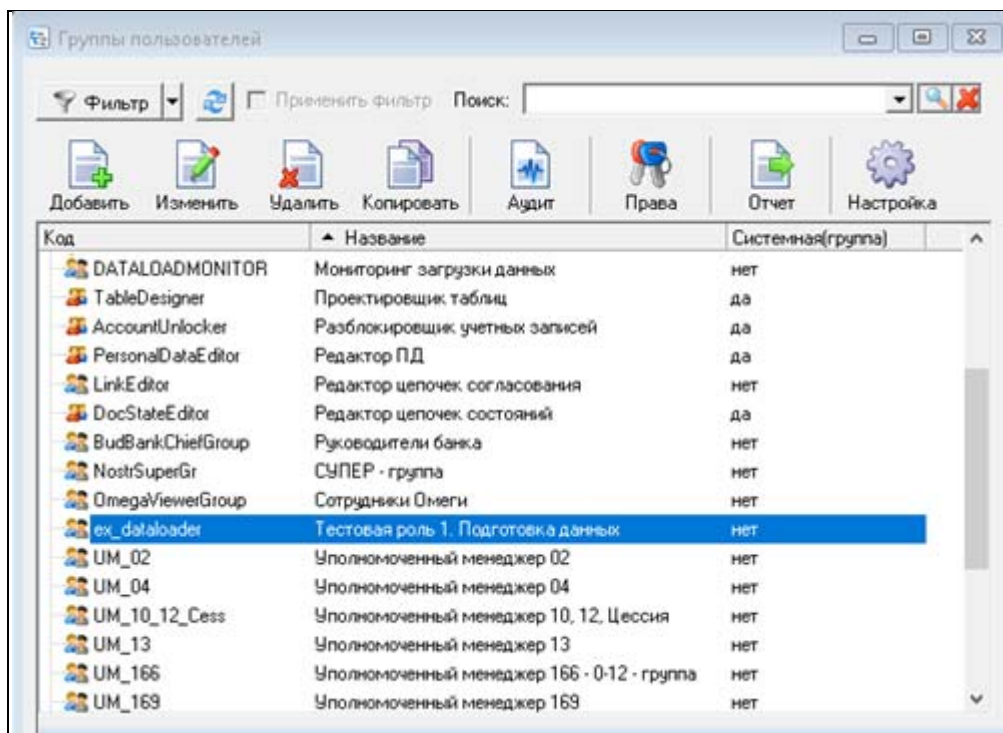 Группы пользователей
Фильтр Применить фильтр Поиск:
Добавить Изменить Удалить Копировать Аудит Права Отчет Настройка
Код Название Системная(группа)
DATALOADMONITOR Мониторинг загрузки данных нет
TableDesigner Проектировщик таблиц да
AccountUnlocker Разблокировщик учетных записей да
PersonalDataEditor Редактор ПД да
LinkEditor Редактор цепочек согласования нет
DocStateEditor Редактор цепочек состояний да
BudBankChiefGroup Руководители банка нет
NostrSuperGr СУПЕР - группа нет
OmegaViewerGroup Сотрудники Омеги нет
ex_dataloader Тестовая роль 1. Подготовка данных нет
UM_02 Уполномоченный менеджер 02 нет
UM_04 Уполномоченный менеджер 04 нет
UM_10_12_Cess Уполномоченный менеджер 10, 12, Цессия нет
UM_13 Уполномоченный менеджер 13 нет
UM_166 Уполномоченный менеджер 166 - 0-12 - группа нет
UM_169 Уполномоченный менеджер 169 нет